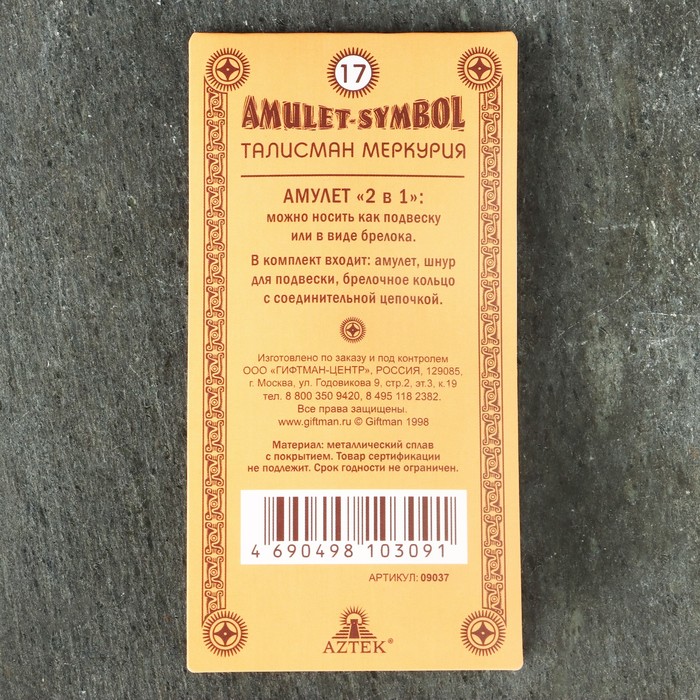 17
AMULET-SYMBOL
ТАЛИСМАН МЕРКУРИЯ
АМУЛЕТ «2 в 1»:
можно носить как подвеску
или в виде брелока.
В комплект входит: амулет, шнур
для подвески, брелочное кольцо
с соединительной цепочкой.
Изготовлено по заказу и под контролем
ООО «ГИФТМАН-ЦЕНТР», РОССИЯ, 129085,
г. Москва, ул. Годовикова 9, стр.2, эт.3, к.19
тел. 8 800 350 9420, 8 495 118 2382.
Все права защищены.
www.giftman.ru © Giftman 1998
Материал: металлический сплав
с покрытием. Товар сертификации
не подлежит. Срок годности не ограничен.
4 690498 103091
АРТИКУЛ: 09037
AZTEK®